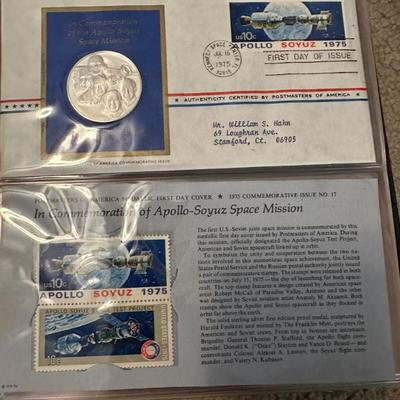 In Commemoration
of the Apollo Soyuz
Space Mission
US 10c
APOLLO SOYUZ 1975
KENNEDY SPACE CENTER
JUL 15
1975
32815
FIRST DAY OF ISSUE
AUTHENTICITY CERTIFIED BY POSTMASTERS OF AMERICA
Mr. William S. Hahn
69 Loughran Ave.
Stamford, Ct. 06905
OF AMERICA COMMEMORATIVE ISSUE
POSTMASTERS OF AMERICA MEDALLIC FIRST DAY COVER • 1975 COMMEMORATIVE ISSUE NO. 17
In Commemoration of Apollo-Soyuz Space Mission
US 10c
APOLLO SOYUZ 1975
APOLLO SOYUZ TEST PROJECT
UNITED STATES
10c
The first U.S.-Soviet joint space mission is commemorated by this
medallic first day cover issued by Postmasters of America. During
this mission, officially designated the Apollo-Soyuz Test Project,
American and Soviet spacecraft linked up in orbit.
To symbolize the unity and cooperation between the two na-
tions involved in this momentous space achievement, the United
States Postal Service and the Russian postal authority jointly issued
a pair of commemorative stamps. The stamps were released in both
countries on July 15, 1975 — the day of launching for both space-
craft. The top stamp features a design created by American space
artist Robert McCall of Paradise Valley, Arizona and the other
was designed by Soviet aviation artist Anatoly M. Aksamit. Both
stamps show the Apollo and Soyuz spacecraft as they linked in
orbit far above the earth.
The solid sterling silver first edition proof medal, sculptured by
Harold Faulkner and minted by The Franklin Mint, portrays
the American and Soviet crews. From top to bottom are astronauts
Brigadier General Thomas P. Stafford, the Apollo flight com-
mander, Donald K. ("Deke") Slayton and Vance D. Brand — and
cosmonauts Colonel Aleksei A. Leonov, the Soyuz flight com-
mander, and Valery N. Kubasov.